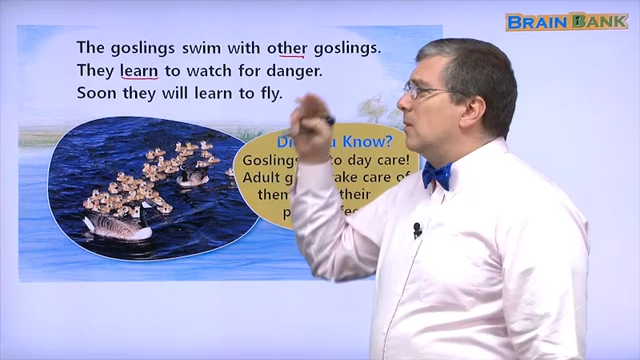 BRAIN BANK
The goslings swim with other goslings.
They learn to watch for danger.
Soon they will learn to fly.
Know?
Goslings to day care!
Adult care of
them their